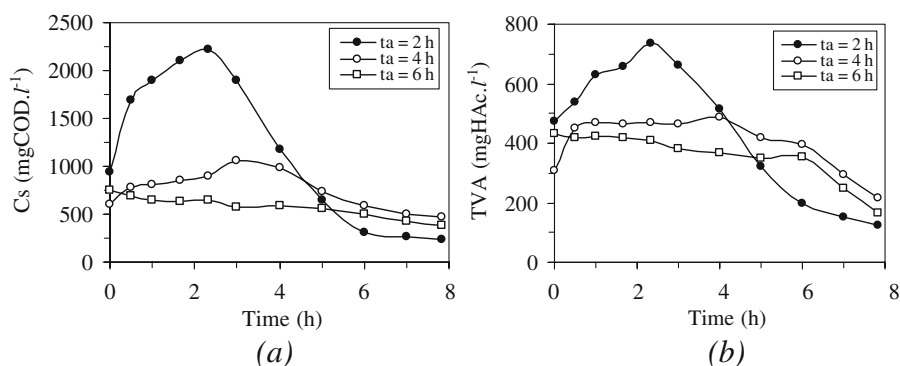 2500
2000
1500
1000
500
0
Cs (mgCOD.l⁻¹)
ta = 2 h
ta = 4 h
ta = 6 h
0 2 4 6 8
Time (h)
(a)
800
600
400
200
0
TVA (mgHAc.l⁻¹)
ta = 2 h
ta = 4 h
ta = 6 h
0 2 4 6 8
Time (h)
(b)